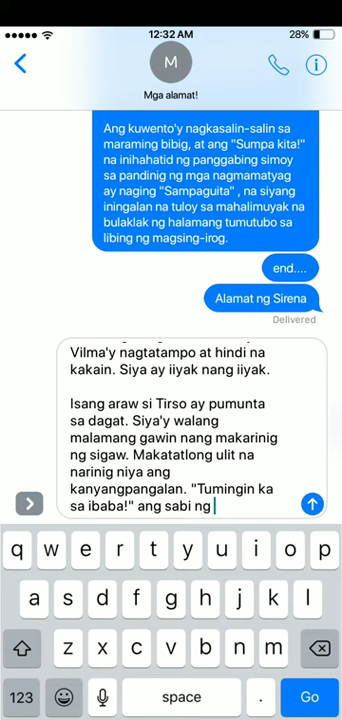 12:32 AM
28%
M
Mga alamat!
Ang kuwento'y nagkasalin-salin sa
maraming bibig, at ang "Sumpa kita!"
na inihahatid ng panggabing simoy
sa pandinig ng mga nagmamatyag
ay naging "Sampaguita" , na siyang
iningalan na tuloy sa mahalimuyak na
bulaklak ng halamang tumutubo sa
libing ng magsing-irog.
end....
Alamat ng Sirena
Delivered
Vilma'y nagtatampo at hindi na
kakain. Siya ay iiyak nang iiyak.
Isang araw si Tirso ay pumunta
sa dagat. Siya'y walang
malamang gawin nang makarinig
ng sigaw. Makatatlong ulit na
narinig niya ang
kanyangpangalan. "Tumingin ka
sa ibaba!" ang sabi ng
q w e r t y u i o p
a s d f g h j k l
z x c v b n m
123 space . Go